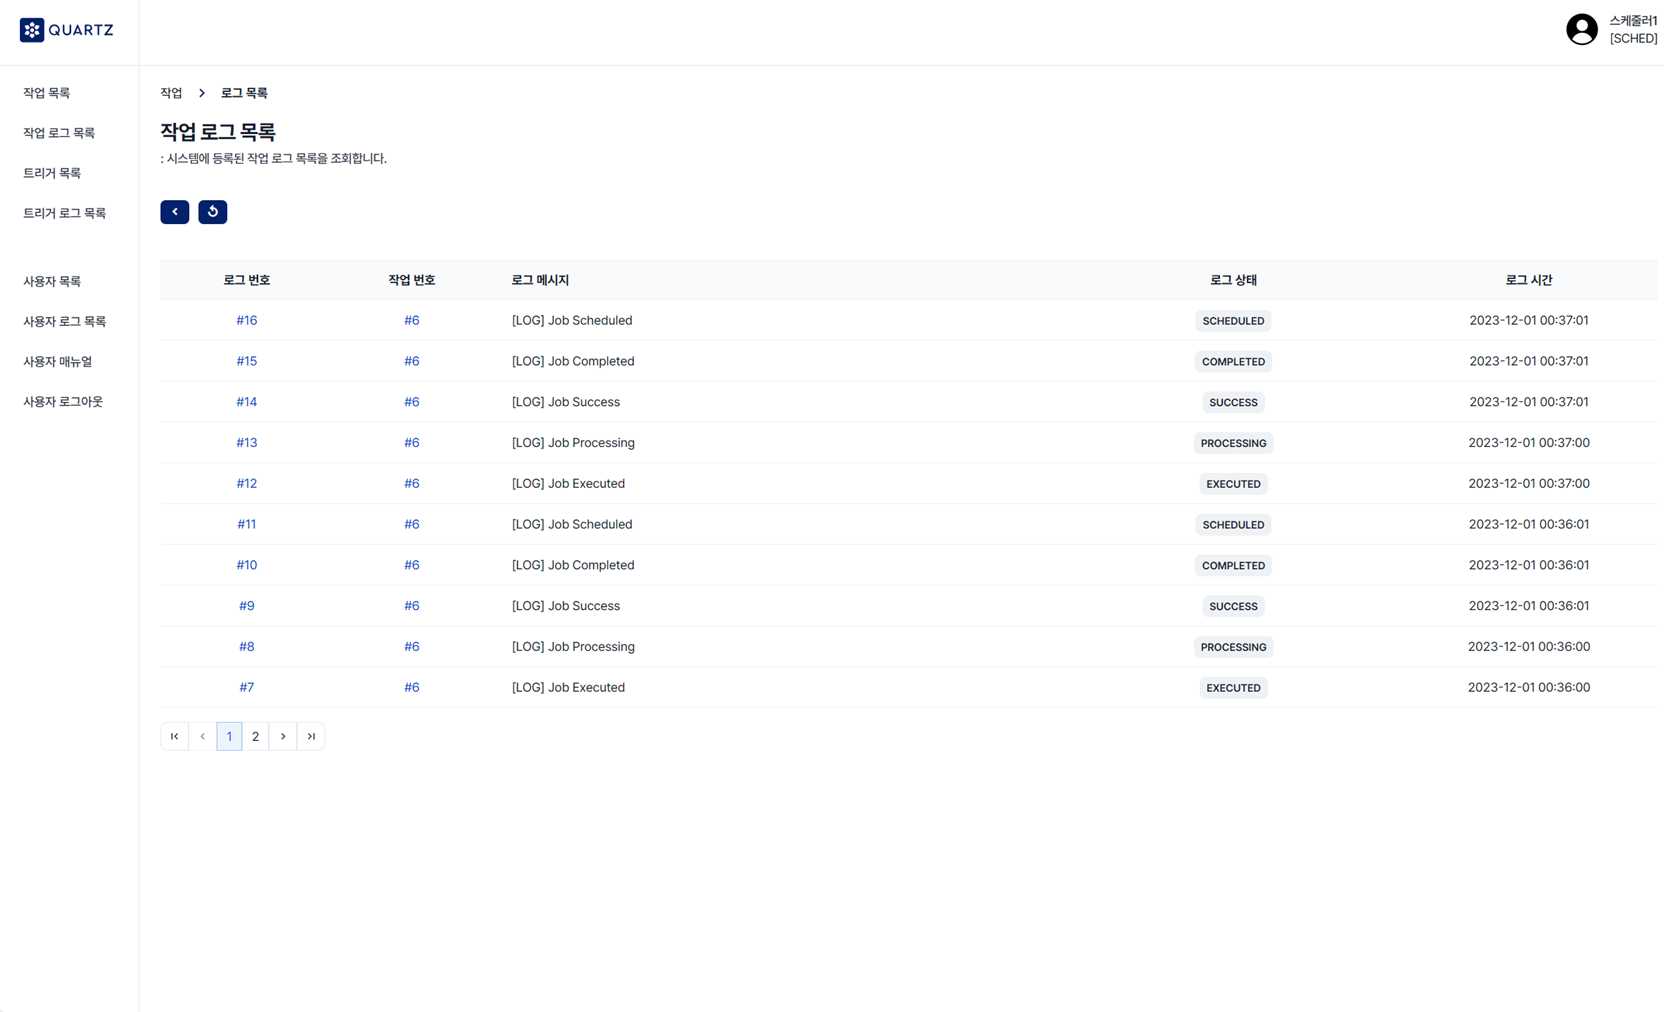 QUARTZ
스케줄러1
[SCHED]
작업 목록
작업 로그 목록
트리거 목록
트리거 로그 목록
사용자 목록
사용자 로그 목록
사용자 매뉴얼
사용자 로그아웃
작업 > 로그 목록
작업 로그 목록
: 시스템에 등록된 작업 로그 목록을 조회합니다.
로그 번호 작업 번호 로그 메시지 로그 상태 로그 시간
#16 #6 [LOG] Job Scheduled SCHEDULED 2023-12-01 00:37:01
#15 #6 [LOG] Job Completed COMPLETED 2023-12-01 00:37:01
#14 #6 [LOG] Job Success SUCCESS 2023-12-01 00:37:01
#13 #6 [LOG] Job Processing PROCESSING 2023-12-01 00:37:00
#12 #6 [LOG] Job Executed EXECUTED 2023-12-01 00:37:00
#11 #6 [LOG] Job Scheduled SCHEDULED 2023-12-01 00:36:01
#10 #6 [LOG] Job Completed COMPLETED 2023-12-01 00:36:01
#9 #6 [LOG] Job Success SUCCESS 2023-12-01 00:36:01
#8 #6 [LOG] Job Processing PROCESSING 2023-12-01 00:36:00
#7 #6 [LOG] Job Executed EXECUTED 2023-12-01 00:36:00
1 2